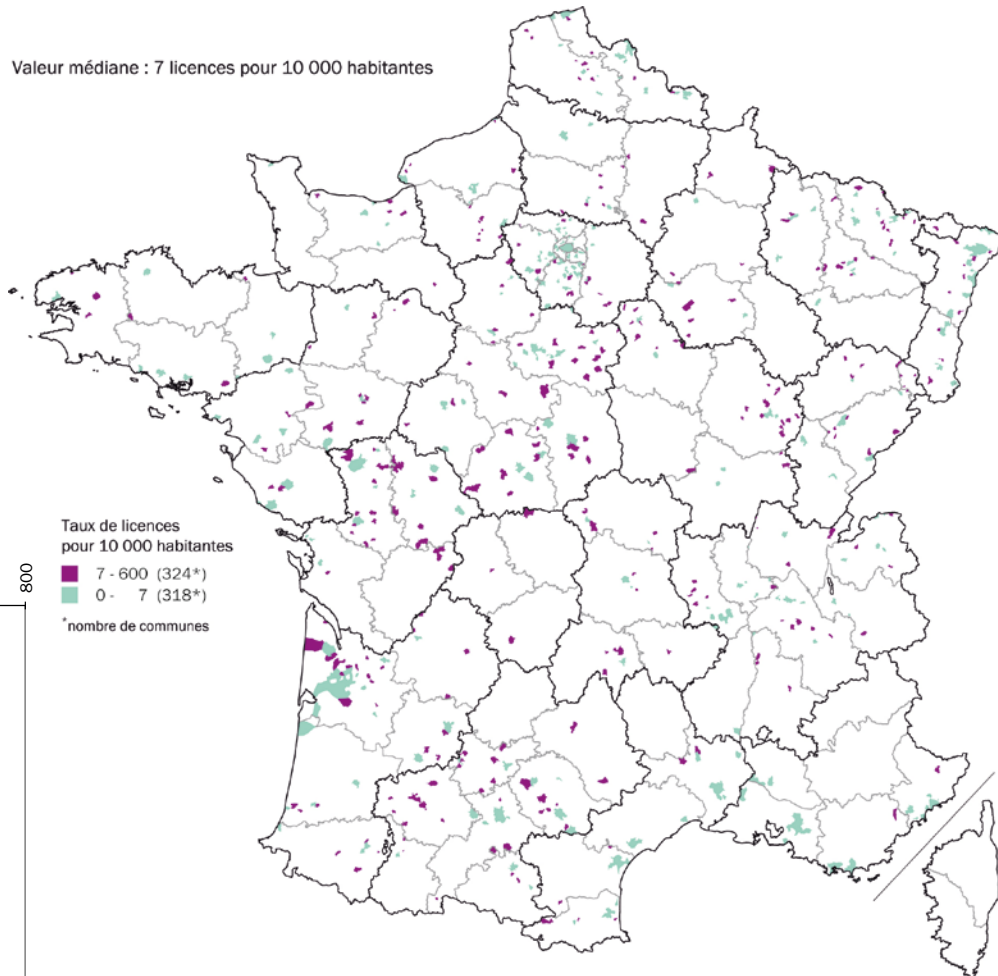 Valeur médiane : 7 licences pour 10 000 habitantes
Taux de licences
pour 10 000 habitantes
7 - 600 (324*)
0 - 7 (318*)
*nombre de communes
800